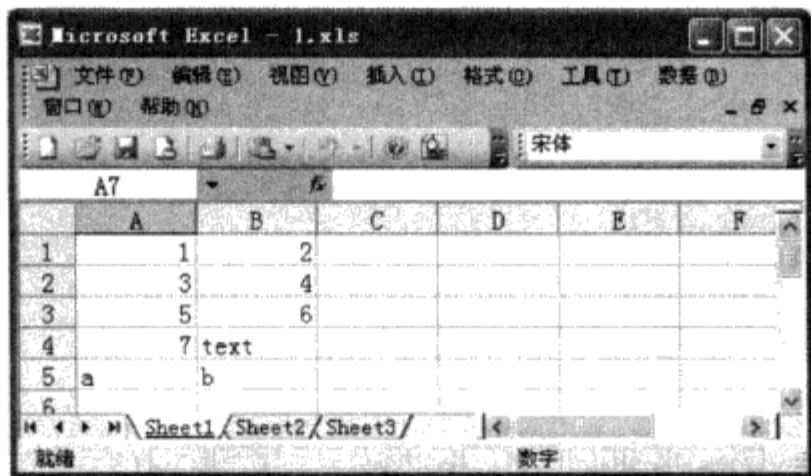 Microsoft Excel - 1.xls
文件(F) 编辑(E) 视图(V) 插入(I) 格式(O) 工具(T) 数据(D)
窗口(W) 帮助(H)
宋体
A7 fx
A B C D E F
1 1 2
2 3 4
3 5 6
4 7 text
5 a b
6
Sheet1 Sheet2 Sheet3
就绪 数字